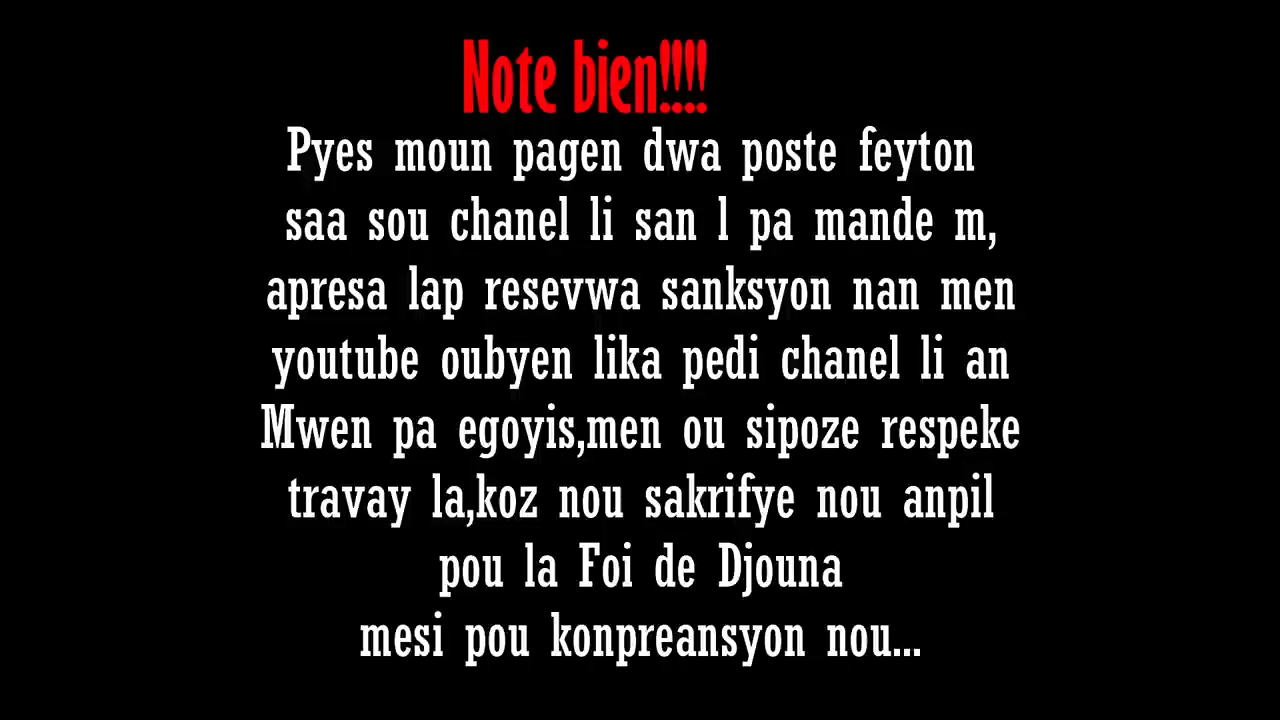 Note bien!!!!
Pyes moun pagen dwa poste feyton
saa sou chanel li san l pa mande m,
apresa lap resevwa sanksyon nan men
youtube oubyen lika pedi chanel li an
Mwen pa egoyis,men ou sipoze respeke
travay la,koz nou sakrifye nou anpil
pou la Foi de Djouna
mesi pou konpreansyon nou...